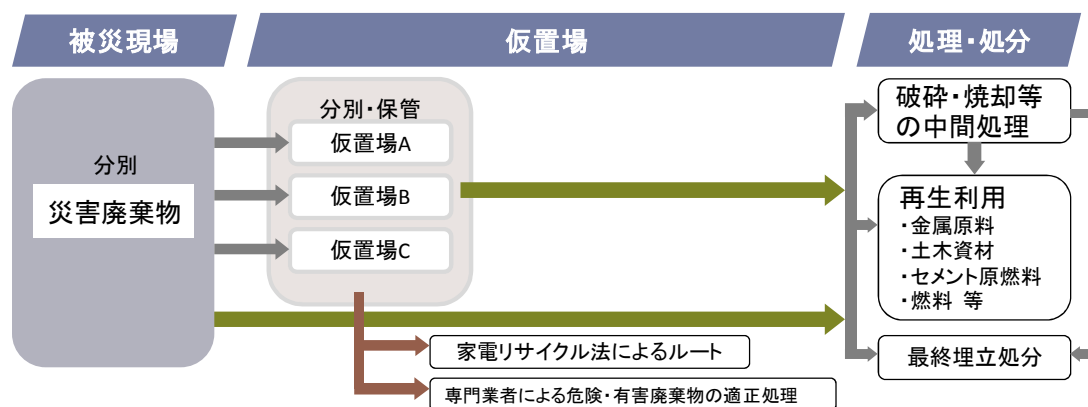 被災現場
仮置場
処理・処分
分別
災害廃棄物
分別・保管
仮置場A
仮置場B
仮置場C
家電リサイクル法によるルート
専門業者による危険・有害廃棄物の適正処理
破砕・焼却等
の中間処理
再生利用
・金属原料
・土木資材
・セメント原燃料
・燃料 等
最終埋立処分